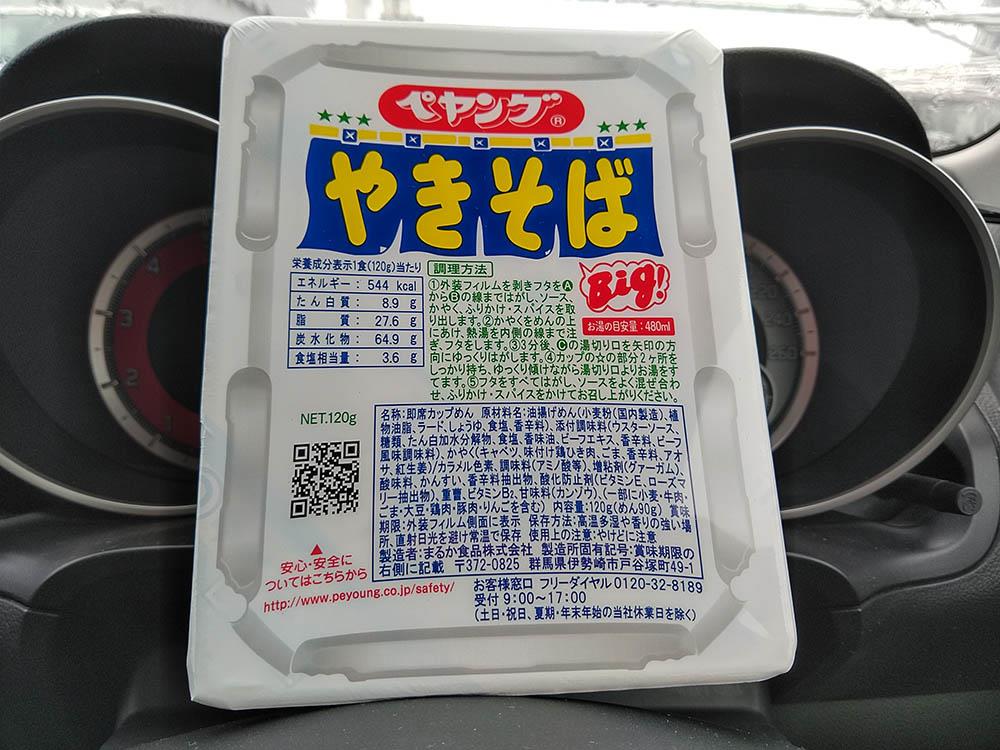 ペヤング®
やきそば
Big!
お湯の目安量:480ml
栄養成分表示1食(120g)当たり
エネルギー: 544 kcal
たん白質: 8.9 g
脂質: 27.6 g
炭水化物: 64.9 g
食塩相当量: 3.6 g
調理方法
①外装フィルムを剥きフタをⒶ
からⒷの線まではがし、ソース、
かやく、ふりかけ・スパイスを取
り出します。②かやくをめんの上
にあけ、熱湯を内側の線まで注
ぎ、フタをします。③3分後、Ⓒの湯切り口を矢印の方
向にゆっくりはがします。④カップの☆の部分2ヶ所を
しっかり持ち、ゆっくり傾けながら湯切り口よりお湯をす
てます。⑤フタをすべてはがし、ソースをよく混ぜ合わ
せ、ふりかけ・スパイスをかけてお召し上がりください。
NET.120g
名称:即席カップめん 原材料名:油揚げめん(小麦粉(国内製造)、植
物油脂、ラード、しょうゆ、食塩、香辛料)、添付調味料(ウスターソース、
糖類、たん白加水分解物、食塩、香味油、ビーフエキス、香辛料、ビーフ
風味調味料)、かやく(キャベツ、味付け鶏ひき肉、ごま、香辛料、アオ
サ、紅生姜)/カラメル色素、調味料(アミノ酸等)、増粘剤(グァーガム)、
酸味料、かんすい、香辛料抽出物、酸化防止剤(ビタミンE、ローズマ
リー抽出物)、重曹、ビタミンB₂、甘味料(カンゾウ)、(一部に小麦・牛肉・
ごま・大豆・鶏肉・豚肉・りんごを含む) 内容量:120g(めん90g) 賞味
期限:外装フィルム側面に表示 保存方法:高温多湿や香りの強い場
所、直射日光を避け常温で保存 使用上の注意:やけどに注意
製造者:まるか食品株式会社 製造所固有記号:賞味期限の
右側に記載 〒372-0825 群馬県伊勢崎市戸谷塚町49-1
▲
安心・安全に
ついてはこちらから
http://www.peyoung.co.jp/safety/
お客様窓口 フリーダイヤル 0120-32-8189
受付 9:00〜17:00
(土日・祝日、夏期・年末年始の当社休業日を除く)